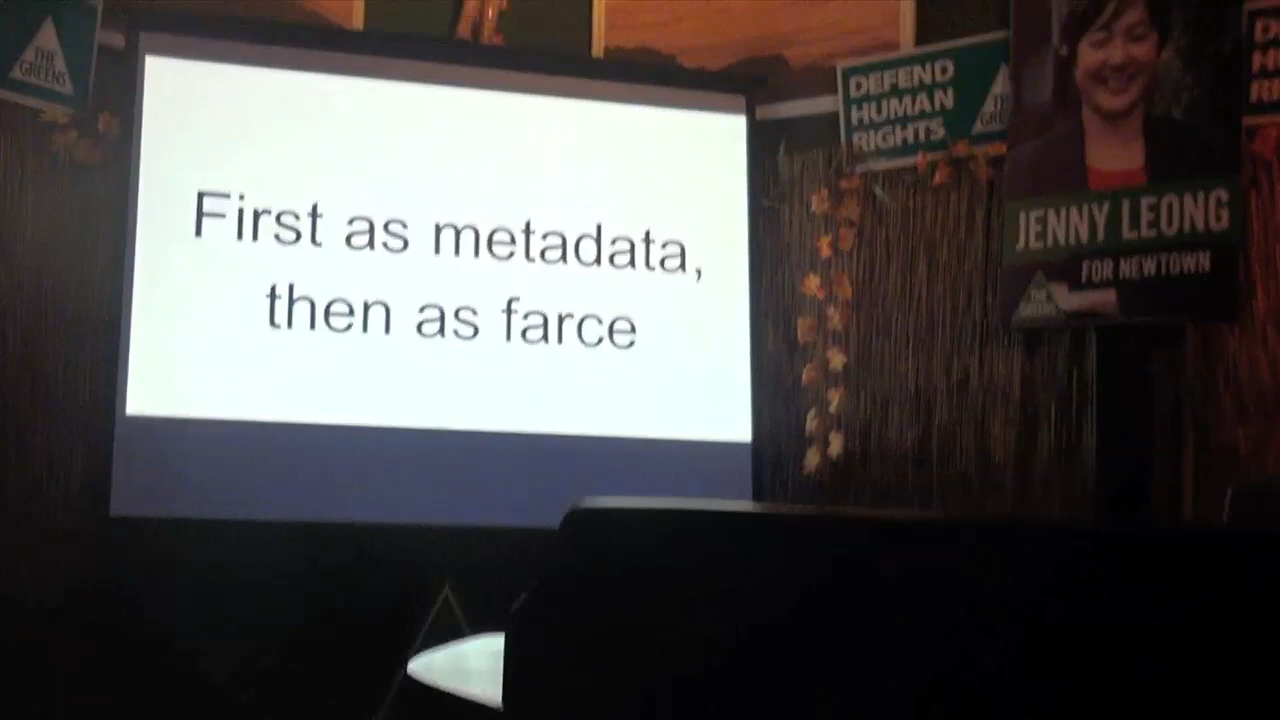 THE
GREENS
First as metadata,
then as farce
DEFEND
HUMAN
RIGHTS
JENNY LEONG
FOR NEWTOWN